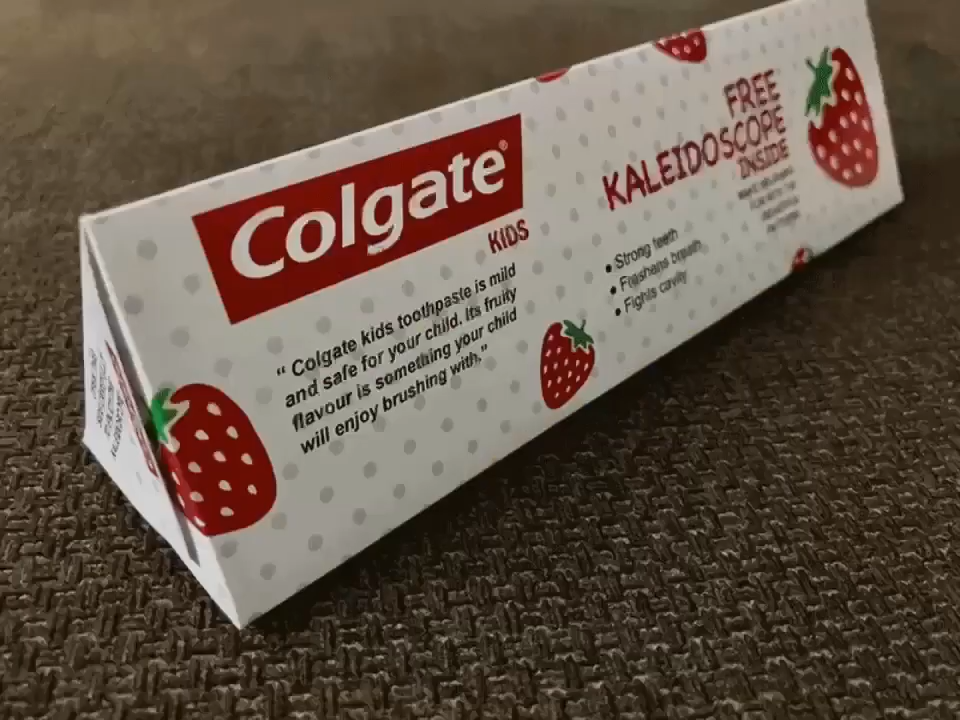 Colgate®
KIDS
“ Colgate kids toothpaste is mild
and safe for your child. Its fruity
flavour is something your child
will enjoy brushing with.”
FREE
KALEIDOSCOPE
INSIDE
• Strong teeth
• Freshens breath
• Fights cavity